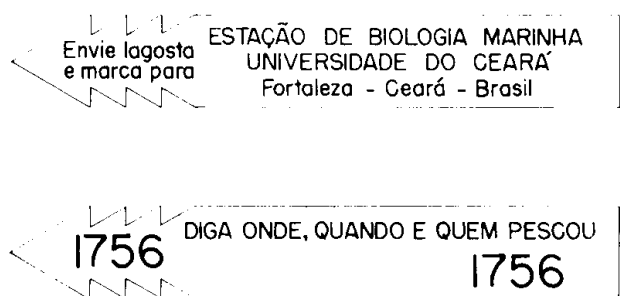 Envie lagosta
e marca para
ESTAÇÃO DE BIOLOGIA MARINHA
UNIVERSIDADE DO CEARÁ
Fortaleza - Ceará - Brasil
1756
DIGA ONDE, QUANDO E QUEM PESCOU
1756